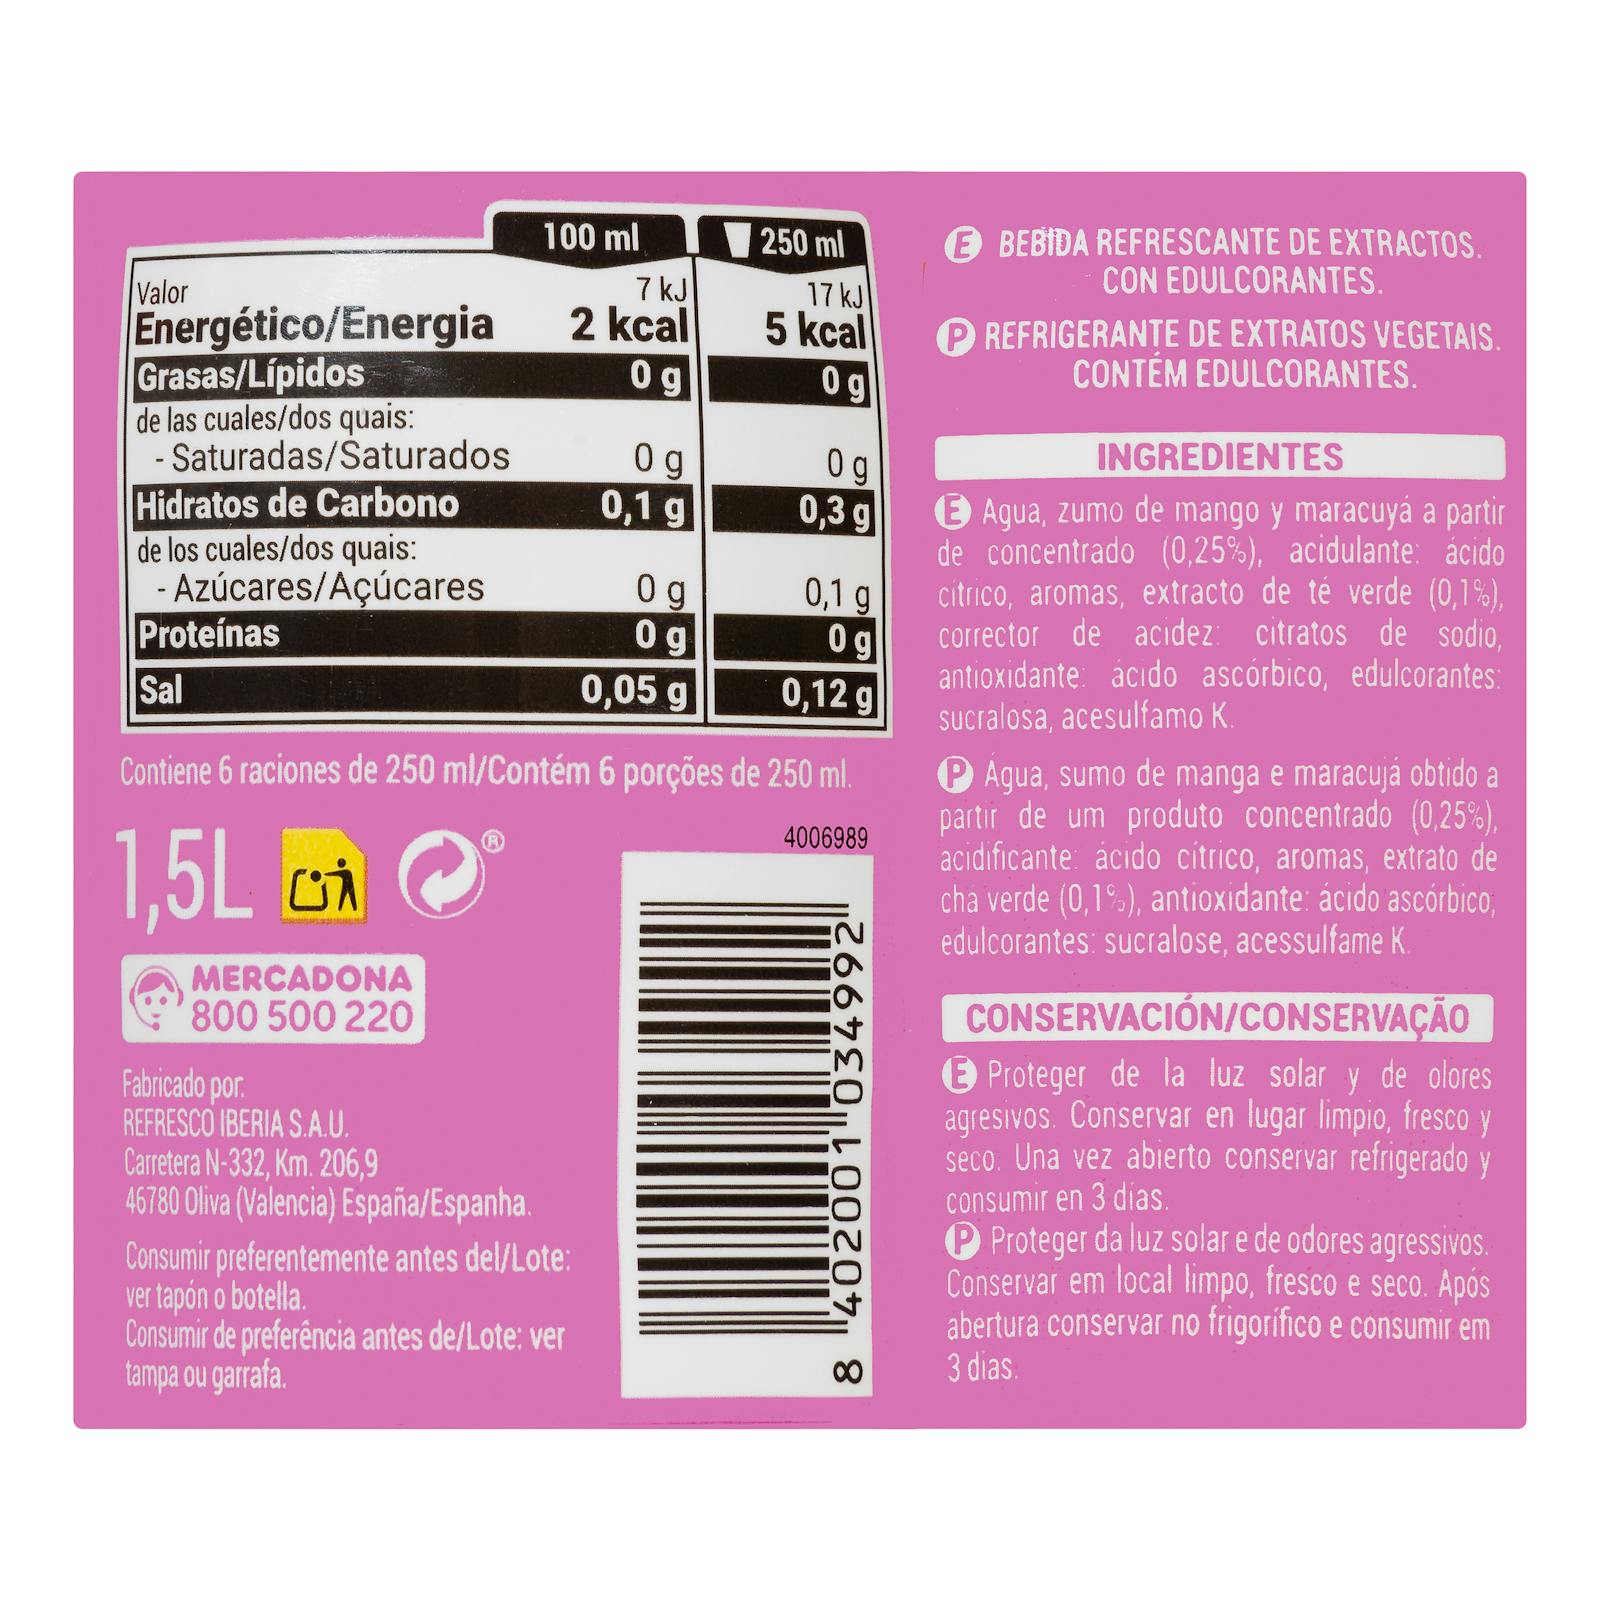 100 ml 250 ml
Valor 7 kJ 17 kJ
Energético/Energia 2 kcal 5 kcal
Grasas/Lípidos 0 g 0 g
de las cuales/dos quais:
- Saturadas/Saturados 0 g 0 g
Hidratos de Carbono 0,1 g 0,3 g
de los cuales/dos quais:
- Azúcares/Açúcares 0 g 0,1 g
Proteínas 0 g 0 g
Sal 0,05 g 0,12 g
Contiene 6 raciones de 250 ml/Contém 6 porções de 250 ml.
1,5L
®
MERCADONA
800 500 220
Fabricado por:
REFRESCO IBERIA S.A.U.
Carretera N-332, Km. 206,9
46780 Oliva (Valencia) España/Espanha.
Consumir preferentemente antes del/Lote:
ver tapón o botella.
Consumir de preferência antes de/Lote: ver
tampa ou garrafa.
4006989
8 402001 034992
E BEBIDA REFRESCANTE DE EXTRACTOS.
CON EDULCORANTES.
P REFRIGERANTE DE EXTRATOS VEGETAIS.
CONTÉM EDULCORANTES.
INGREDIENTES
E Agua, zumo de mango y maracuyá a partir
de concentrado (0,25%), acidulante: ácido
cítrico, aromas, extracto de té verde (0,1%),
corrector de acidez: citratos de sodio,
antioxidante: ácido ascórbico, edulcorantes:
sucralosa, acesulfamo K.
P Água, sumo de manga e maracujá obtido a
partir de um produto concentrado (0,25%),
acidificante: ácido cítrico, aromas, extrato de
chá verde (0,1%), antioxidante: ácido ascórbico,
edulcorantes: sucralose, acessulfame K.
CONSERVACIÓN/CONSERVAÇÃO
E Proteger de la luz solar y de olores
agresivos. Conservar en lugar limpio, fresco y
seco. Una vez abierto conservar refrigerado y
consumir en 3 días.
P Proteger da luz solar e de odores agressivos.
Conservar em local limpo, fresco e seco. Após
abertura conservar no frigorífico e consumir em
3 dias.